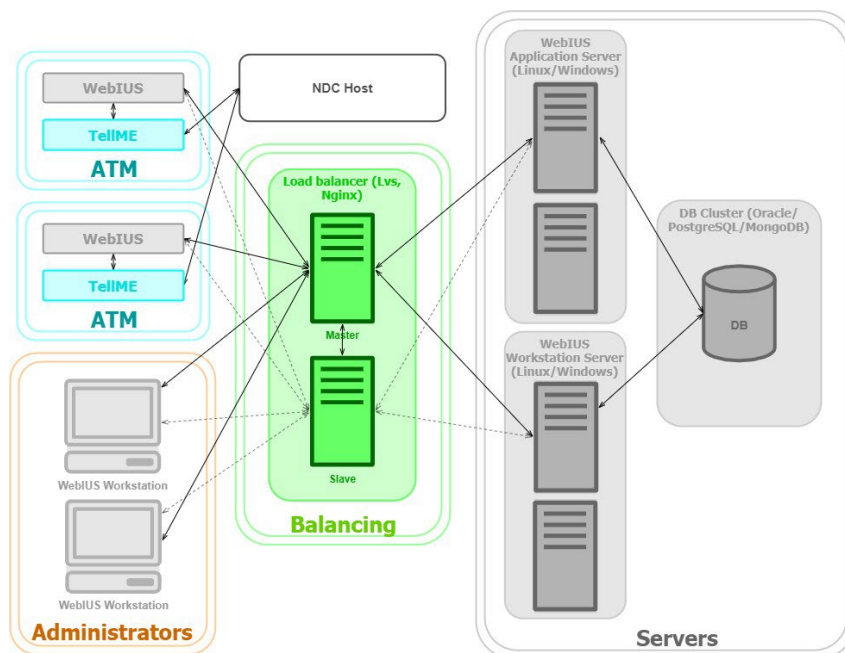 WebIUS
TellME
ATM
NDC Host
WebIUS
TellME
ATM
WebIUS Workstation
WebIUS Workstation
Administrators
Load balancer (Lvs,
Nginx)
Master
Slave
Balancing
WebIUS
Application Server
(Linux/Windows)
WebIUS
Workstation Server
(Linux/Windows)
DB Cluster (Oracle/
PostgreSQL/MongoDB)
DB
Servers